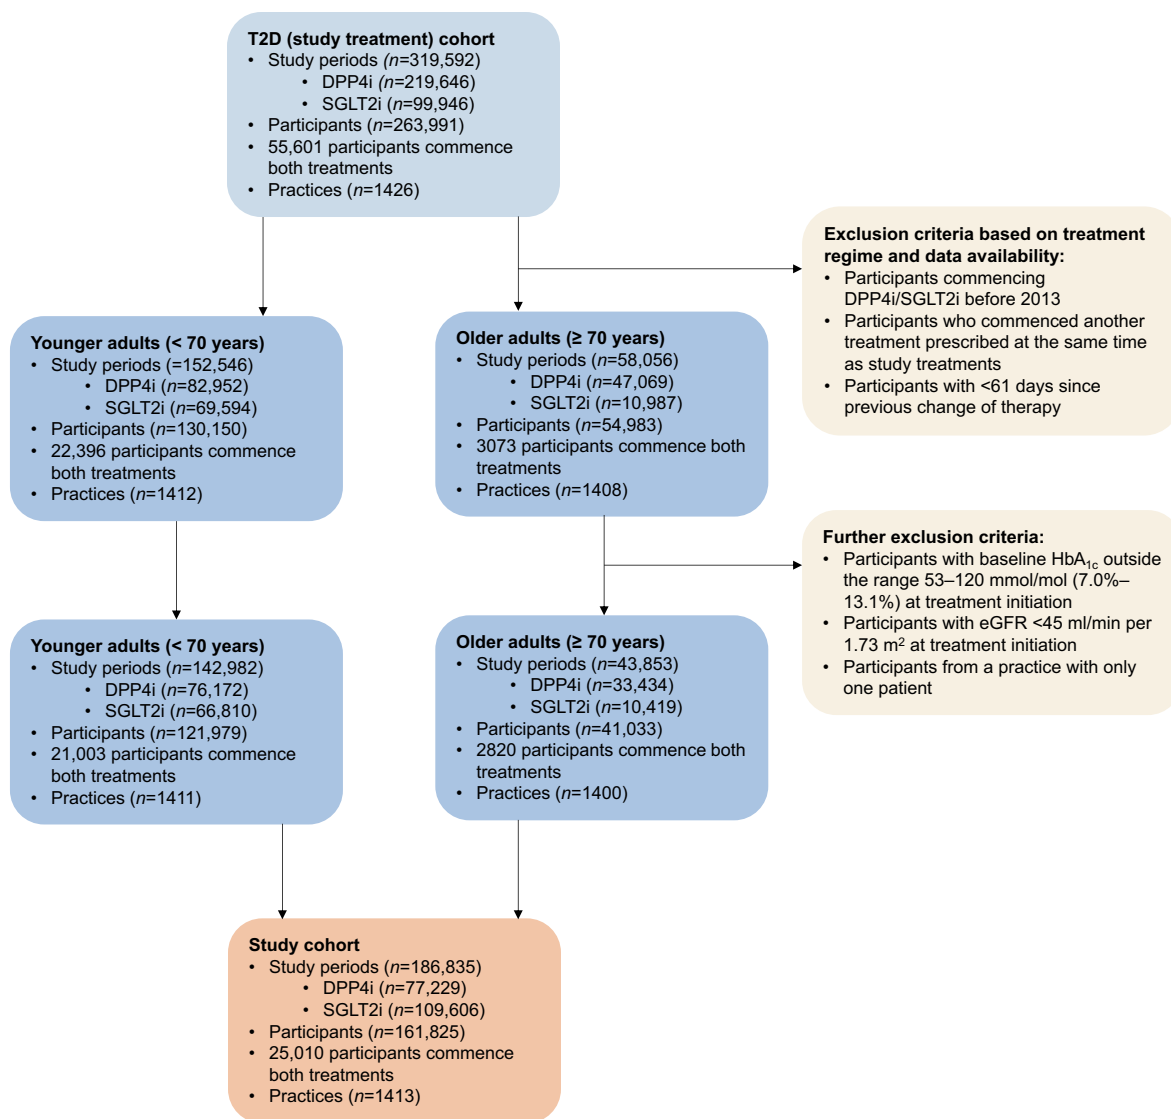 T2D (study treatment) cohort
• Study periods (n=319,592)
• DPP4i (n=219,646)
• SGLT2i (n=99,946)
• Participants (n=263,991)
• 55,601 participants commence
both treatments
• Practices (n=1426)
Exclusion criteria based on treatment
regime and data availability:
• Participants commencing
DPP4i/SGLT2i before 2013
• Participants who commenced another
treatment prescribed at the same time
as study treatments
• Participants with <61 days since
previous change of therapy
Younger adults (< 70 years)
• Study periods (=152,546)
• DPP4i (n=82,952)
• SGLT2i (n=69,594)
• Participants (n=130,150)
• 22,396 participants commence
both treatments
• Practices (n=1412)
Older adults (≥ 70 years)
• Study periods (n=58,056)
• DPP4i (n=47,069)
• SGLT2i (n=10,987)
• Participants (n=54,983)
• 3073 participants commence both
treatments
• Practices (n=1408)
Further exclusion criteria:
• Participants with baseline HbA1c outside
the range 53–120 mmol/mol (7.0%–
13.1%) at treatment initiation
• Participants with eGFR <45 ml/min per
1.73 m² at treatment initiation
• Participants from a practice with only
one patient
Younger adults (< 70 years)
• Study periods (n=142,982)
• DPP4i (n=76,172)
• SGLT2i (n=66,810)
• Participants (n=121,979)
• 21,003 participants commence
both treatments
• Practices (n=1411)
Older adults (≥ 70 years)
• Study periods (n=43,853)
• DPP4i (n=33,434)
• SGLT2i (n=10,419)
• Participants (n=41,033)
• 2820 participants commence both
treatments
• Practices (n=1400)
Study cohort
• Study periods (n=186,835)
• DPP4i (n=77,229)
• SGLT2i (n=109,606)
• Participants (n=161,825)
• 25,010 participants commence
both treatments
• Practices (n=1413)